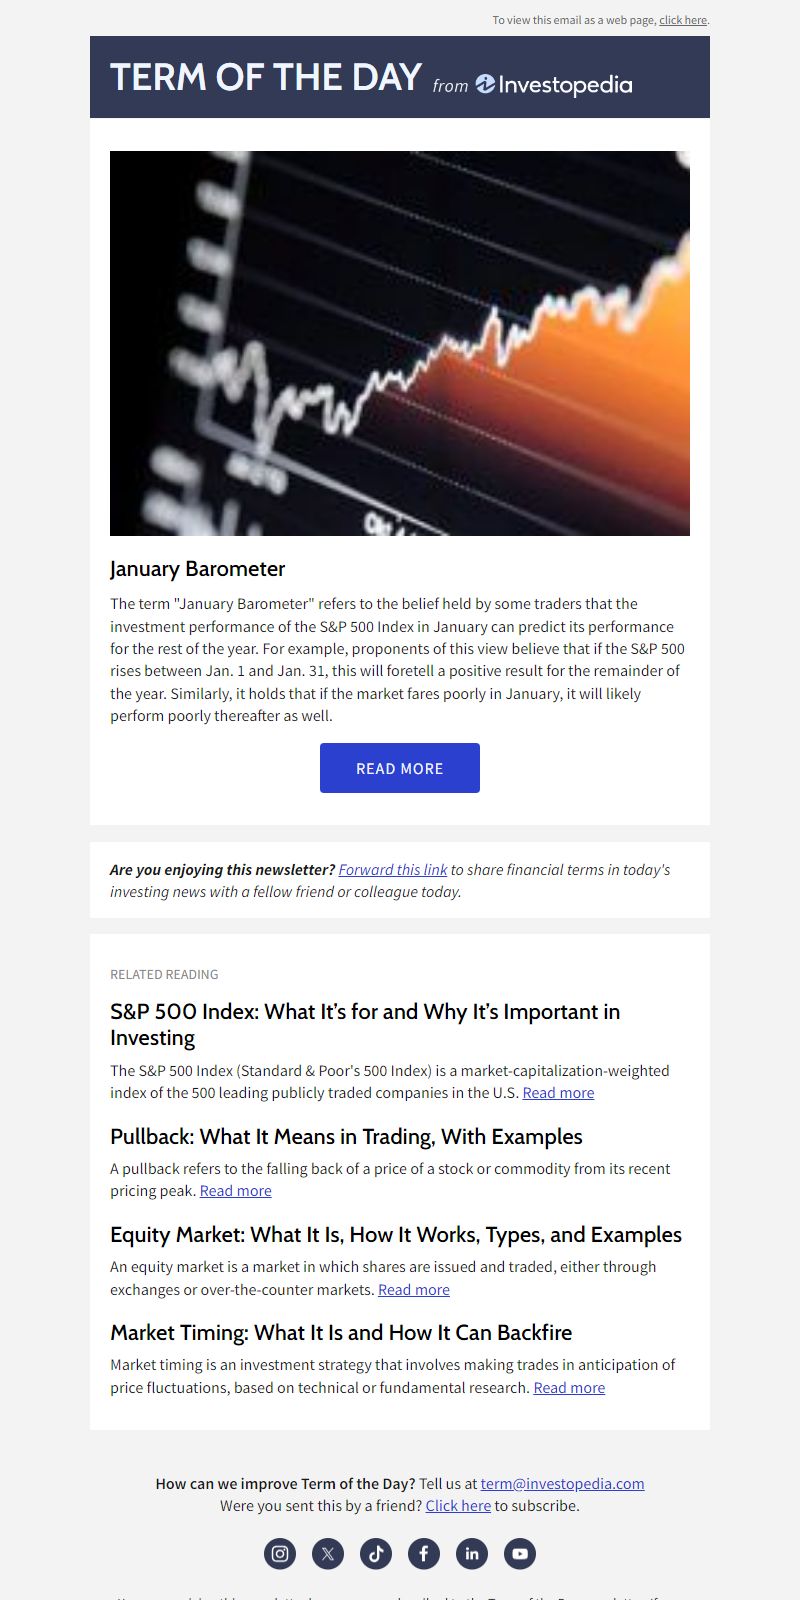 To view this email as a web page, click here.
TERM OF THE DAY from Investopedia
January Barometer
The term "January Barometer" refers to the belief held by some traders that the
investment performance of the S&P 500 Index in January can predict its performance
for the rest of the year. For example, proponents of this view believe that if the S&P 500
rises between Jan. 1 and Jan. 31, this will foretell a positive result for the remainder of
the year. Similarly, it holds that if the market fares poorly in January, it will likely
perform poorly thereafter as well.
READ MORE
Are you enjoying this newsletter? Forward this link to share financial terms in today's
investing news with a fellow friend or colleague today.
RELATED READING
S&P 500 Index: What It’s for and Why It’s Important in
Investing
The S&P 500 Index (Standard & Poor's 500 Index) is a market-capitalization-weighted
index of the 500 leading publicly traded companies in the U.S. Read more
Pullback: What It Means in Trading, With Examples
A pullback refers to the falling back of a price of a stock or commodity from its recent
pricing peak. Read more
Equity Market: What It Is, How It Works, Types, and Examples
An equity market is a market in which shares are issued and traded, either through
exchanges or over-the-counter markets. Read more
Market Timing: What It Is and How It Can Backfire
Market timing is an investment strategy that involves making trades in anticipation of
price fluctuations, based on technical or fundamental research. Read more
How can we improve Term of the Day? Tell us at term@investopedia.com
Were you sent this by a friend? Click here to subscribe.